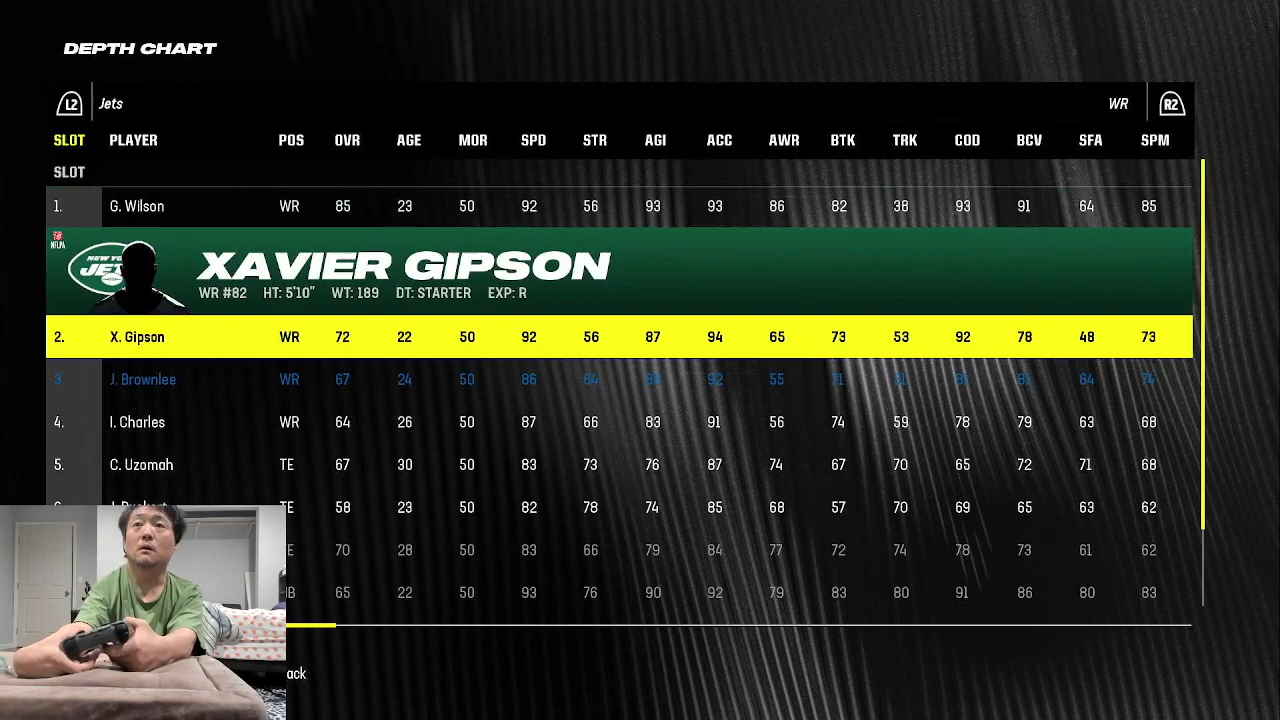 DEPTH CHART
L2 Jets WR R2
SLOT PLAYER POS OVR AGE MOR SPD STR AGI ACC AWR BTK TRK COD BCV SFA SPM
SLOT
1. G. Wilson WR 85 23 50 92 56 93 93 86 82 38 93 91 64 85
NFLPA
NEW YORK JETS
XAVIER GIPSON
WR #82 HT: 5'10" WT: 189 DT: STARTER EXP: R
2. X. Gipson WR 72 22 50 92 56 87 94 65 73 53 92 78 48 73
3. J. Brownlee WR 67 24 50 86 64 92 55 71 64 74
4. I. Charles WR 64 26 50 87 66 83 91 56 74 59 78 79 63 68
5. C. Uzomah TE 67 30 50 83 73 76 87 74 67 70 65 72 71 68
TE 58 23 50 82 78 74 85 68 57 70 69 65 63 62
70 28 50 83 66 79 84 77 72 74 78 73 61 62
65 22 50 93 76 90 92 79 83 80 91 86 80 83
ack